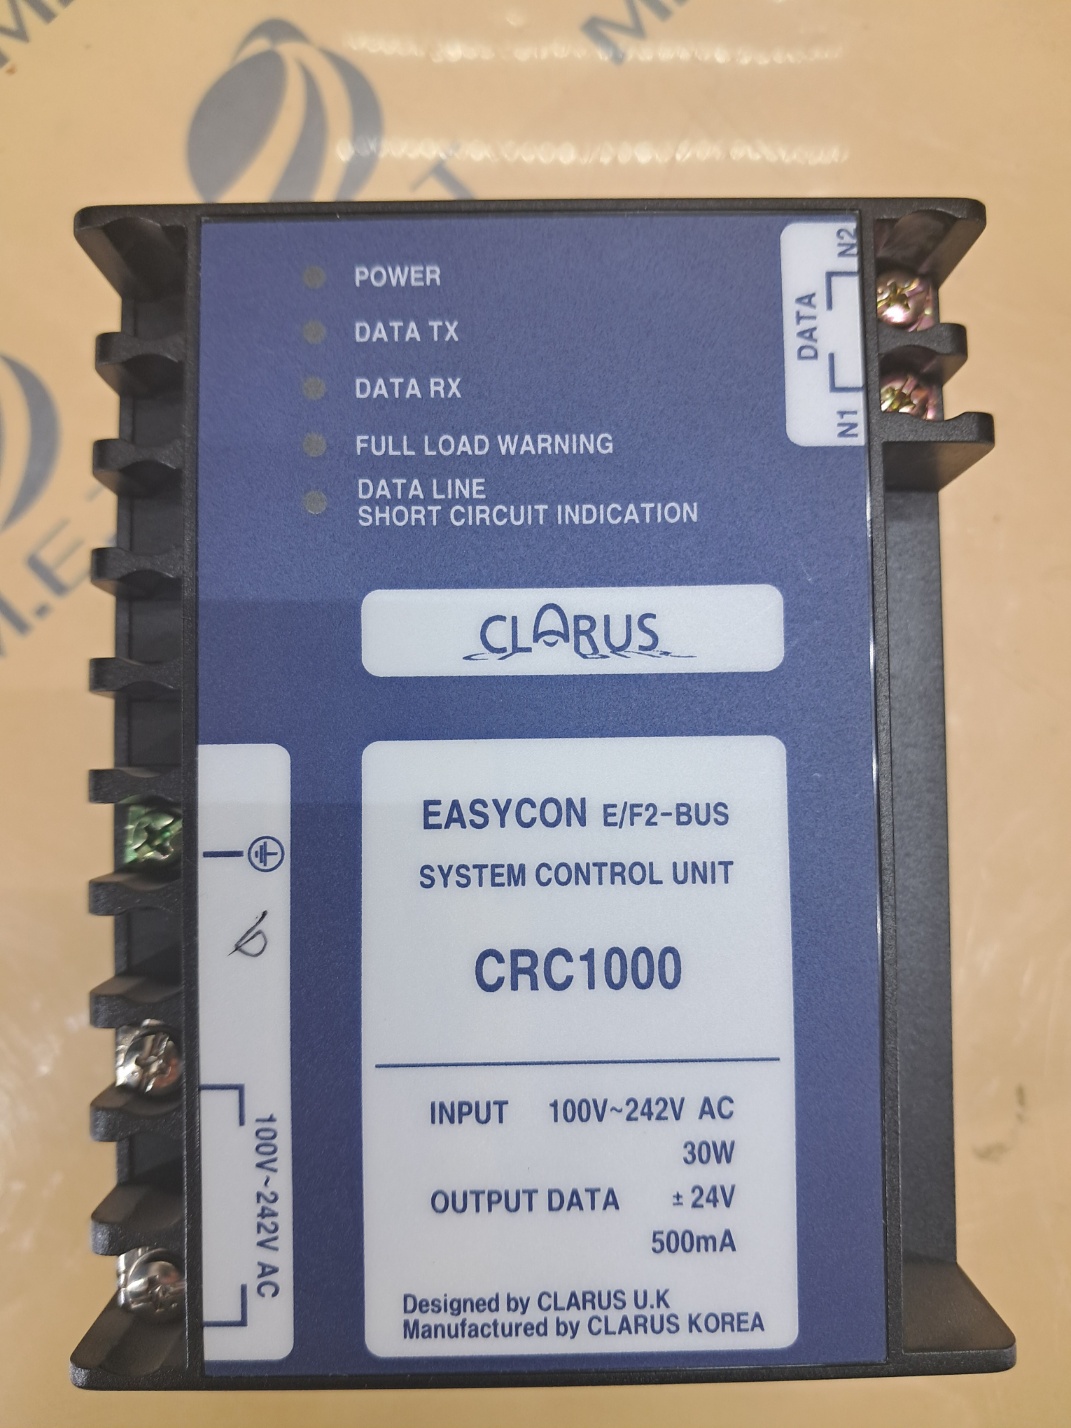 POWER
DATA TX
DATA RX
FULL LOAD WARNING
DATA LINE
SHORT CIRCUIT INDICATION
N2
DATA
N1
CLARUS
EASYCON E/F2-BUS
SYSTEM CONTROL UNIT
CRC1000
INPUT 100V~242V AC
30W
OUTPUT DATA ± 24V
500mA
Designed by CLARUS U.K
Manufactured by CLARUS KOREA
100V~242V AC
M.E.T